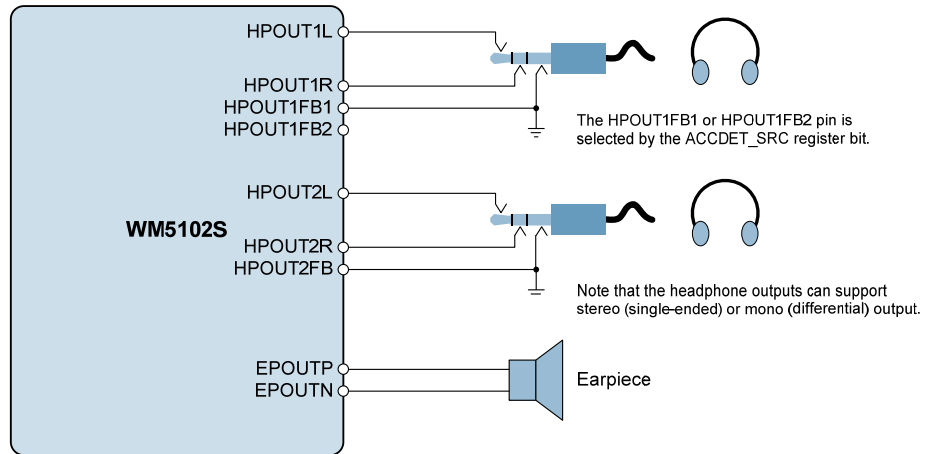 HPOUT1L
HPOUT1R
HPOUT1FB1
HPOUT1FB2
The HPOUT1FB1 or HPOUT1FB2 pin is
selected by the ACCDET_SRC register bit.
HPOUT2L
WM5102S
HPOUT2R
HPOUT2FB
Note that the headphone outputs can support
stereo (single-ended) or mono (differential) output.
EPOUTP
EPOUTN
Earpiece